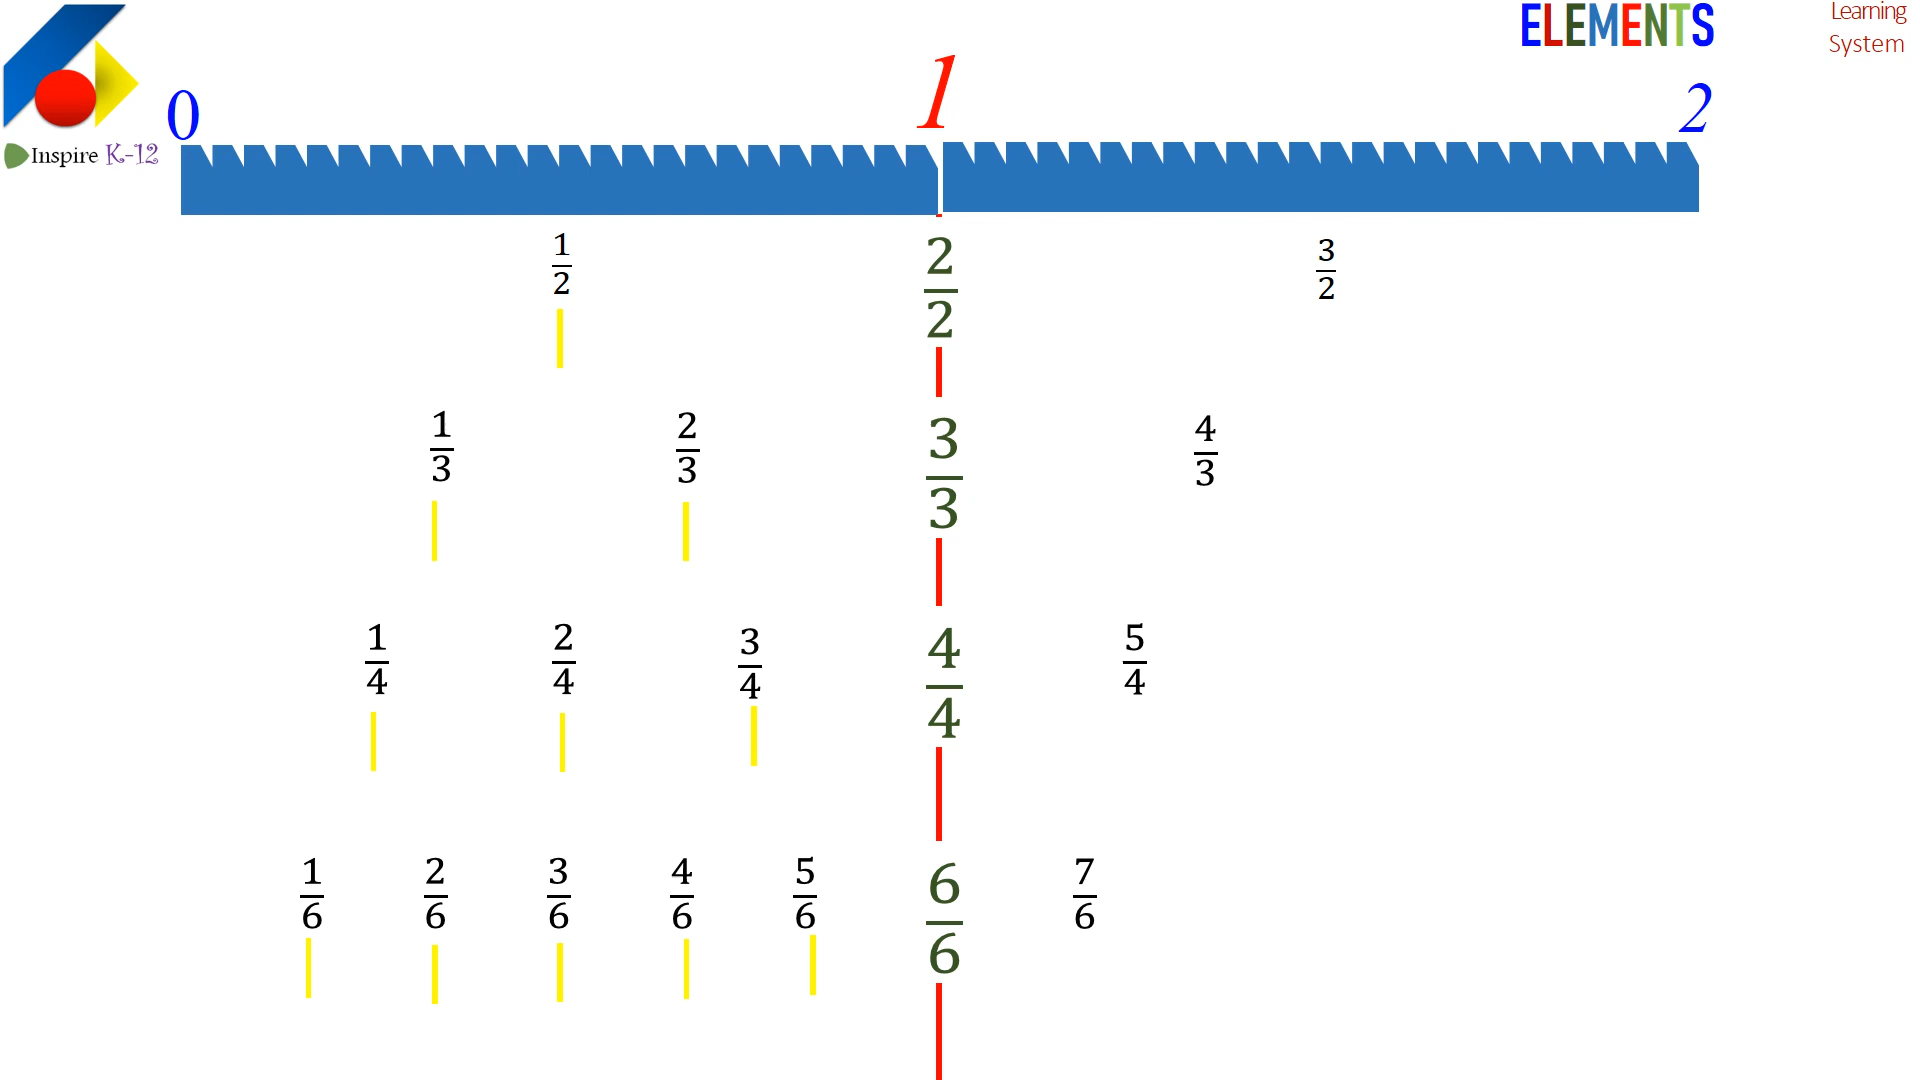 ELEMENTS
Learning
System
0 1 2
Inspire K-12
1/2 2/2 3/2
1/3 2/3 3/3 4/3
1/4 2/4 3/4 4/4 5/4
1/6 2/6 3/6 4/6 5/6 6/6 7/6